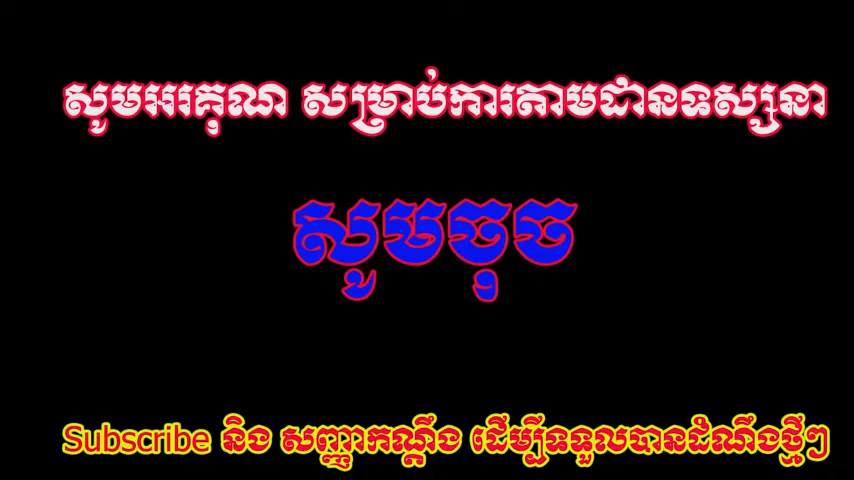 សូមអរគុណ សម្រាប់ការតាមដានទស្សនា
សូមចុច
Subscribe និង សញ្ញាកណ្ដឹង ដើម្បីទទួលបានដំណឹងថ្មីៗ